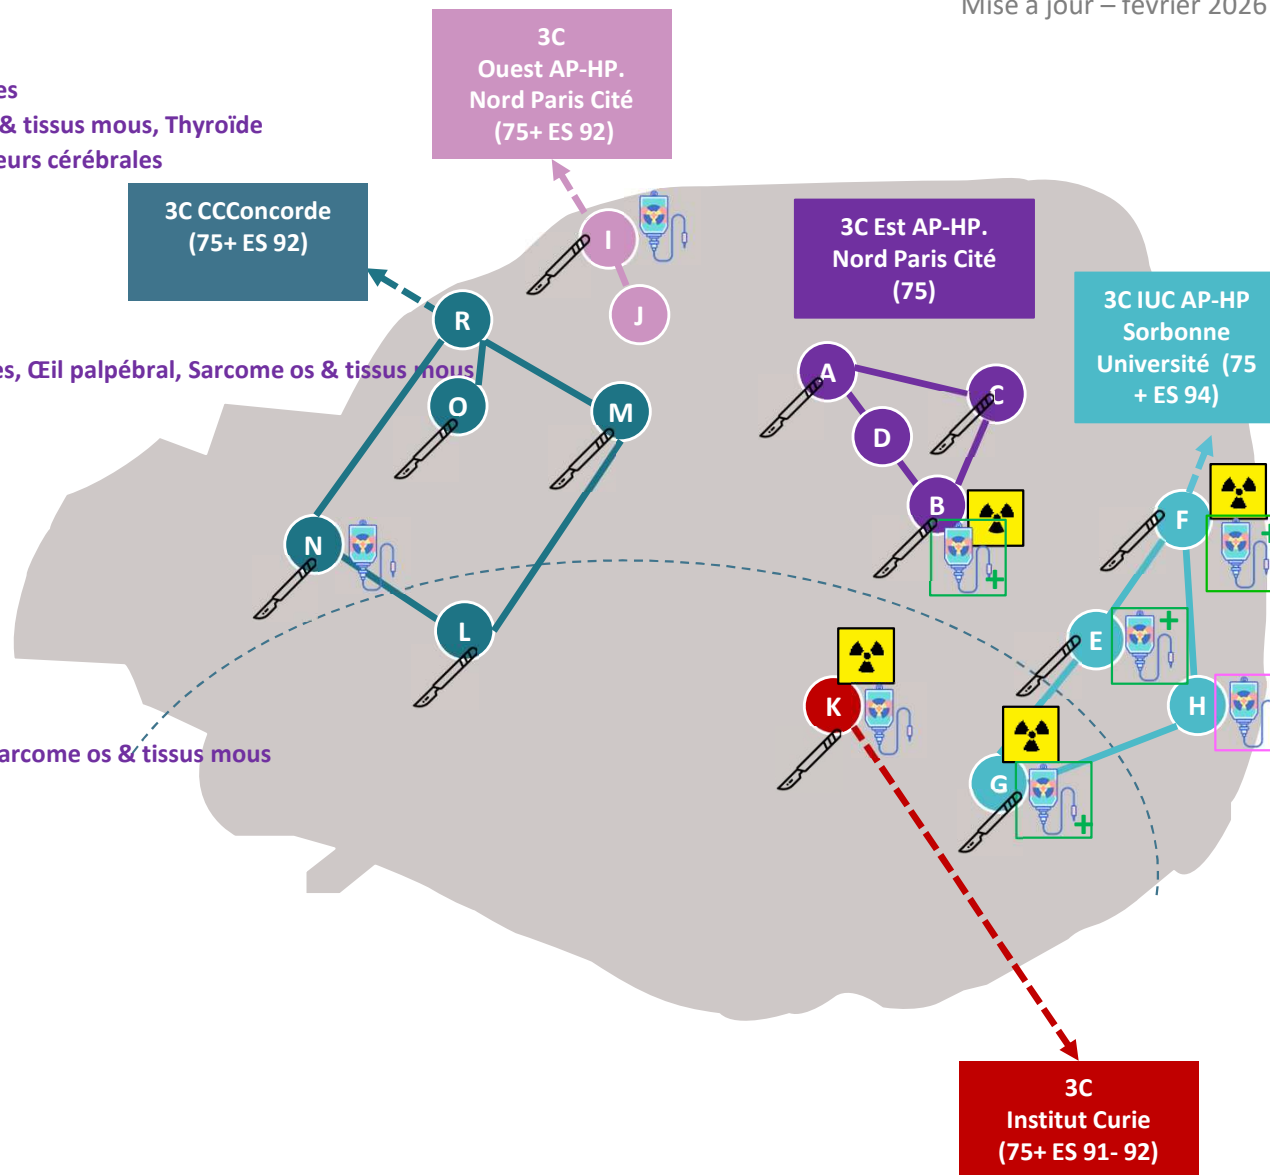 Mise à jour – février 2026
3C
Ouest AP-HP.
Nord Paris Cité
(75+ ES 92)
es
& tissus mous, Thyroïde
eurs cérébrales
3C CCConcorde
(75+ ES 92)
3C Est AP-HP.
Nord Paris Cité
(75)
3C IUC AP-HP
Sorbonne
Université (75
+ ES 94)
I
J
R
es, Œil palpébral, Sarcome os & tissus mous
O
M
A
C
D
B
F
N
L
E
K
H
G
arcome os & tissus mous
3C
Institut Curie
(75+ ES 91- 92)